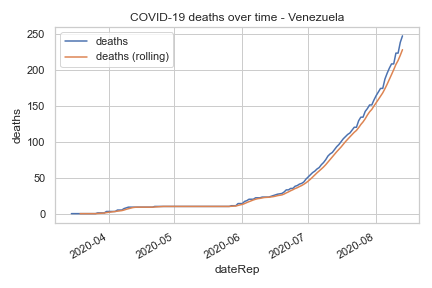 COVID-19 deaths over time - Venezuela
deaths
deaths (rolling)
250
200
150
100
50
0
deaths
2020-04
2020-05
2020-06
2020-07
2020-08
dateRep